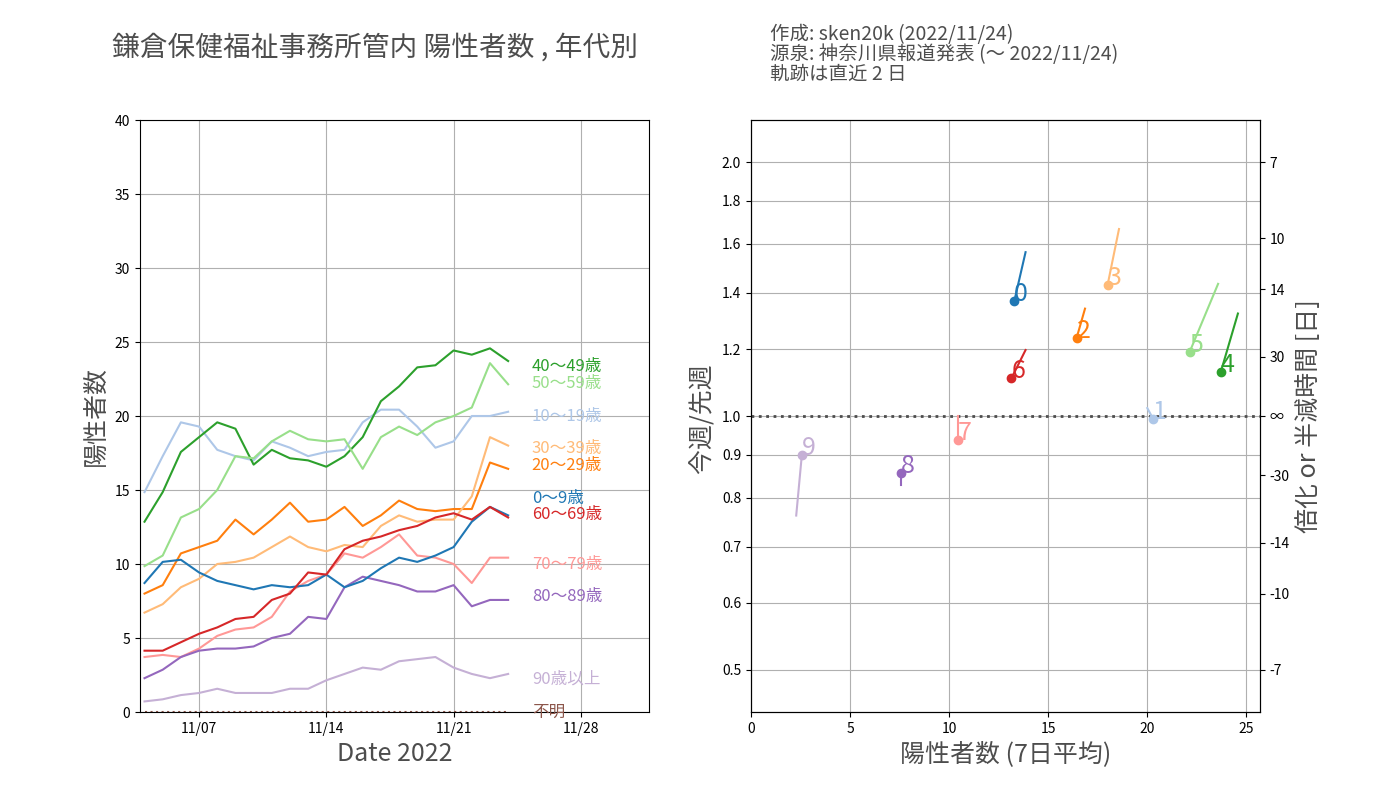 鎌倉保健福祉事務所管内 陽性者数 , 年代別
作成: sken20k (2022/11/24)
源泉: 神奈川県報道発表 (～ 2022/11/24)
軌跡は直近 2 日
陽性者数
40
35
30
25
20
15
10
5
0
11/07
11/14
11/21
11/28
Date 2022
40～49歳
50～59歳
10～19歳
30～39歳
20～29歳
0～9歳
60～69歳
70～79歳
80～89歳
90歳以上
不明
今週/先週
2.0
1.8
1.6
1.4
1.2
1.0
0.9
0.8
0.7
0.6
0.5
3
0
2
5
4
6
1
7
9
8
0
5
10
15
20
25
陽性者数 (7日平均)
7
10
14
30
∞
-30
-14
-10
-7
倍化 or 半減時間 [日]